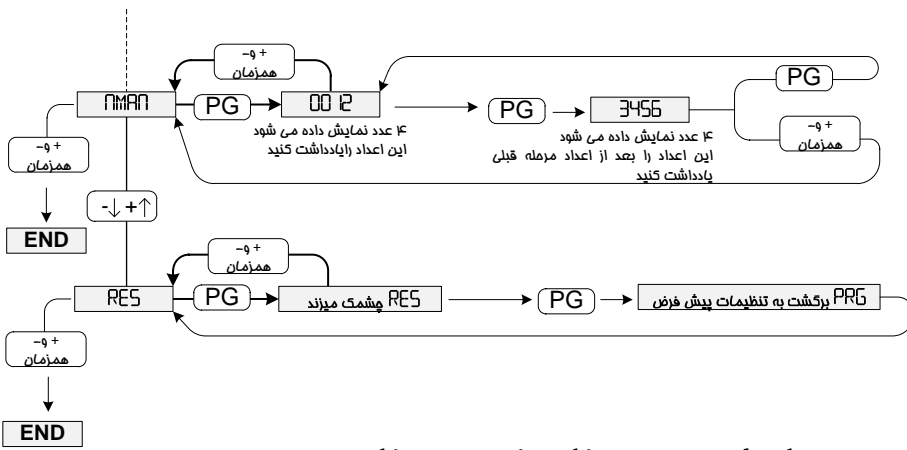 + و-
همزمان
NMAN
PG
0012
PG
3456
PG
+ و-
همزمان
۴ عدد نمایش داده می شود
این اعداد رایادداشت کنید
۴ عدد نمایش داده می شود
این اعداد را بعد از اعداد مرحله قبلی
یادداشت کنید
+ و-
همزمان
-↓ +↑
END
+ و-
همزمان
RES
PG
RES چشمک میزند
PG
PRG برگشت به تنظیمات پیش فرض
+ و-
همزمان
END